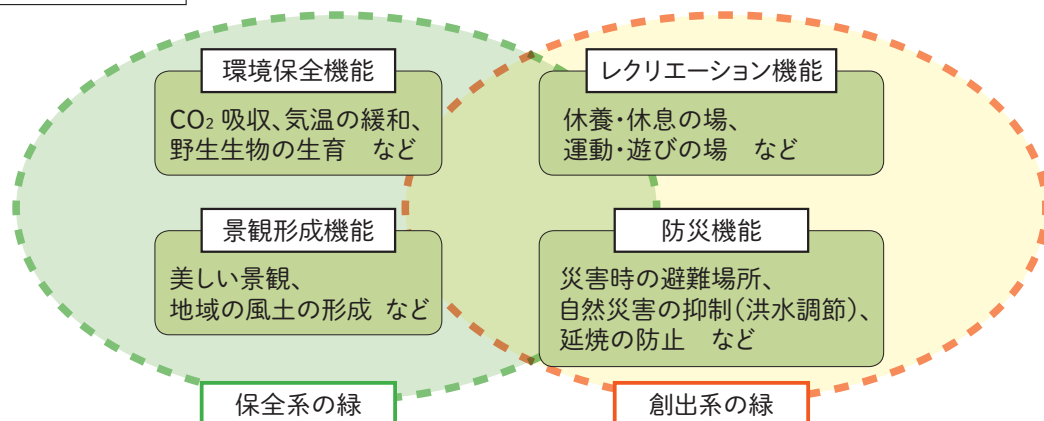 環境保全機能
CO₂ 吸収、気温の緩和、
野生生物の生育　など
レクリエーション機能
休養・休息の場、
運動・遊びの場　など
景観形成機能
美しい景観、
地域の風土の形成 など
防災機能
災害時の避難場所、
自然災害の抑制(洪水調節)、
延焼の防止　など
保全系の緑
創出系の緑